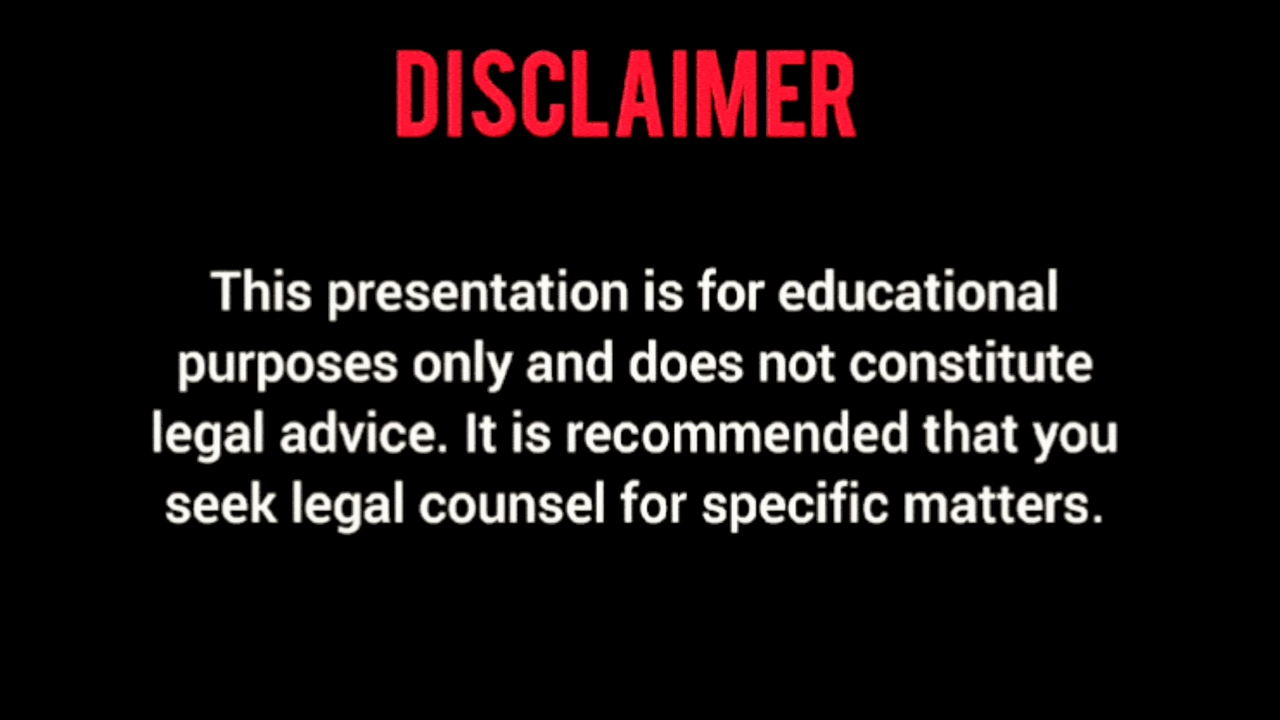 DISCLAIMER
This presentation is for educational
purposes only and does not constitute
legal advice. It is recommended that you
seek legal counsel for specific matters.